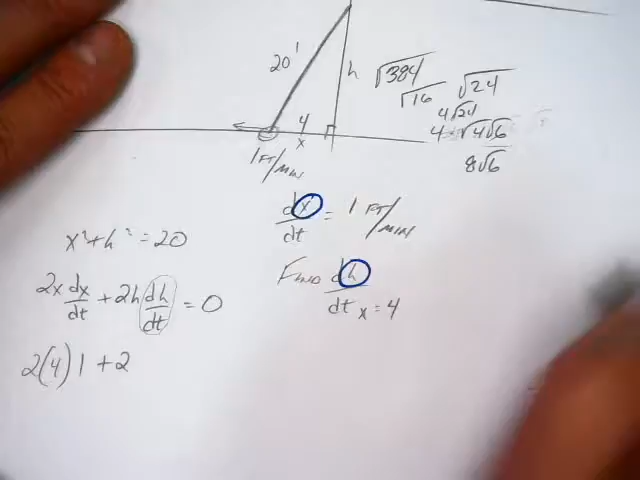 20'
h
4
x
1 FT/MIN
√384
√16 √24
4√24
4 √4√6
8√6
dx/dt = 1 FT/MIN
x² + h² = 20
FIND dh/dt x = 4
2x dx/dt + 2h dh/dt = 0
2(4) 1 + 2